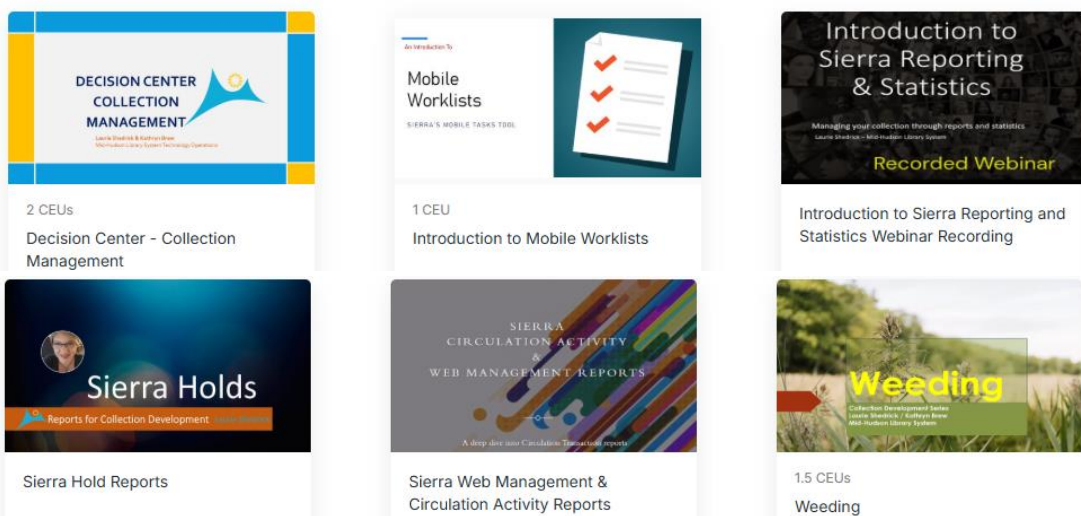 DECISION CENTER
COLLECTION
MANAGEMENT
Laurie Shedrick & Kathryn Brew
Mid-Hudson Library System Technology Operations
2 CEUs
Decision Center - Collection
Management
An Introduction To
Mobile
Worklists
SIERRA'S MOBILE TASKS TOOL
1 CEU
Introduction to Mobile Worklists
Introduction to
Sierra Reporting
& Statistics
Managing your collection through reports and statistics
Laurie Shedrick – Mid-Hudson Library System
Recorded Webinar
Introduction to Sierra Reporting and
Statistics Webinar Recording
Sierra Holds
Reports for Collection Development
Sierra Hold Reports
SIERRA
CIRCULATION ACTIVITY
&
WEB MANAGEMENT REPORTS
A deep dive into Circulation Transaction reports
Sierra Web Management &
Circulation Activity Reports
Weeding
Collection Development Series
Laurie Shedrick / Kathryn Brew
Mid-Hudson Library System
1.5 CEUs
Weeding